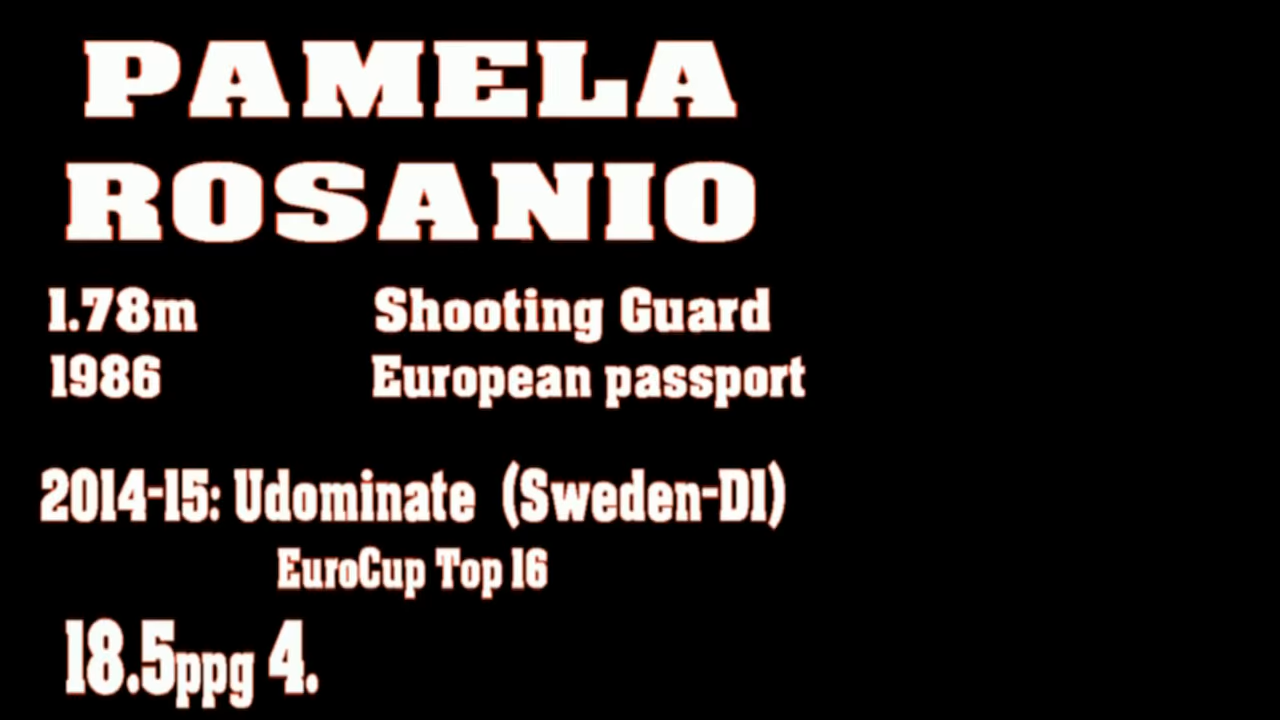 PAMELA
ROSANIO
1.78m Shooting Guard
1986 European passport
2014-15: Udominate (Sweden-D1)
EuroCup Top 16
18.5ppg 4.